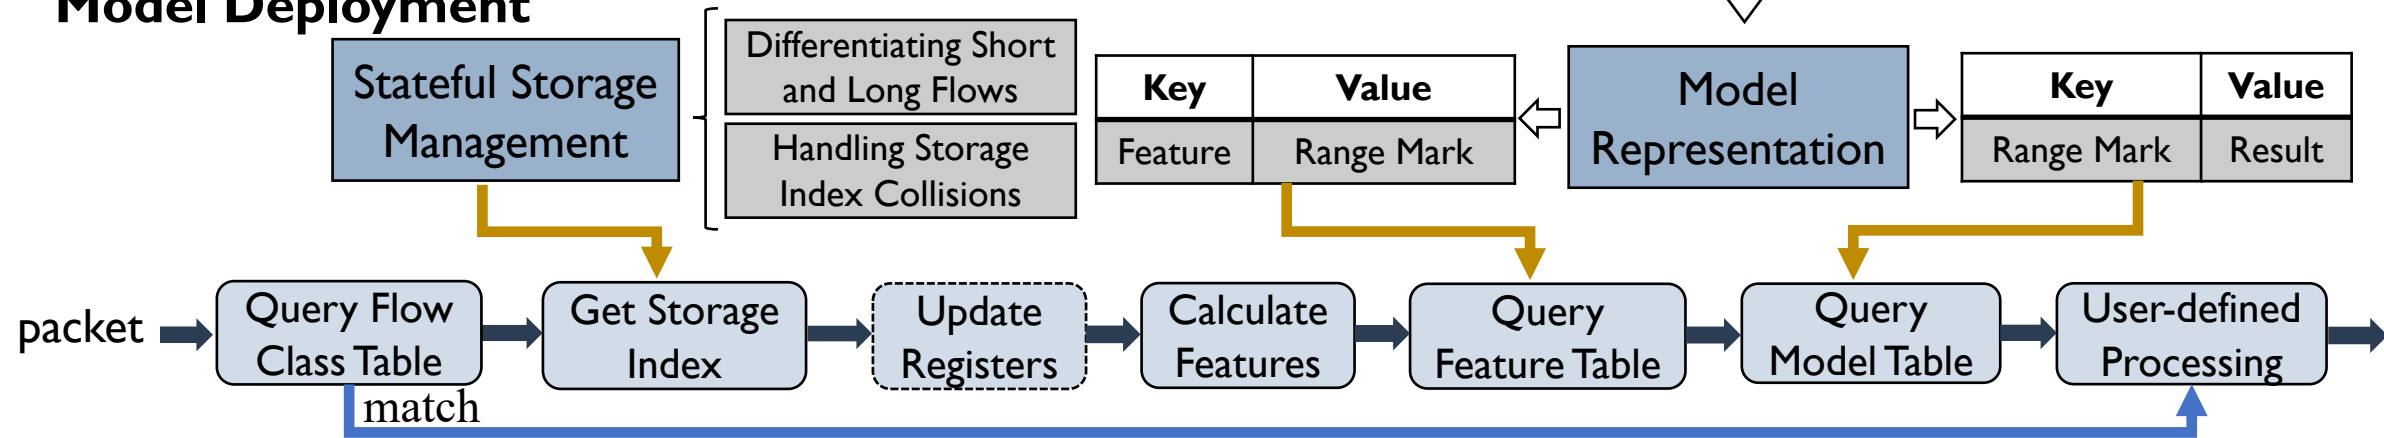 Model Deployment
Stateful Storage
Management
Differentiating Short
and Long Flows
Handling Storage
Index Collisions
Key Value
Feature Range Mark
Model
Representation
Key Value
Range Mark Result
packet
Query Flow
Class Table
Get Storage
Index
Update
Registers
Calculate
Features
Query
Feature Table
Query
Model Table
User-defined
Processing
match